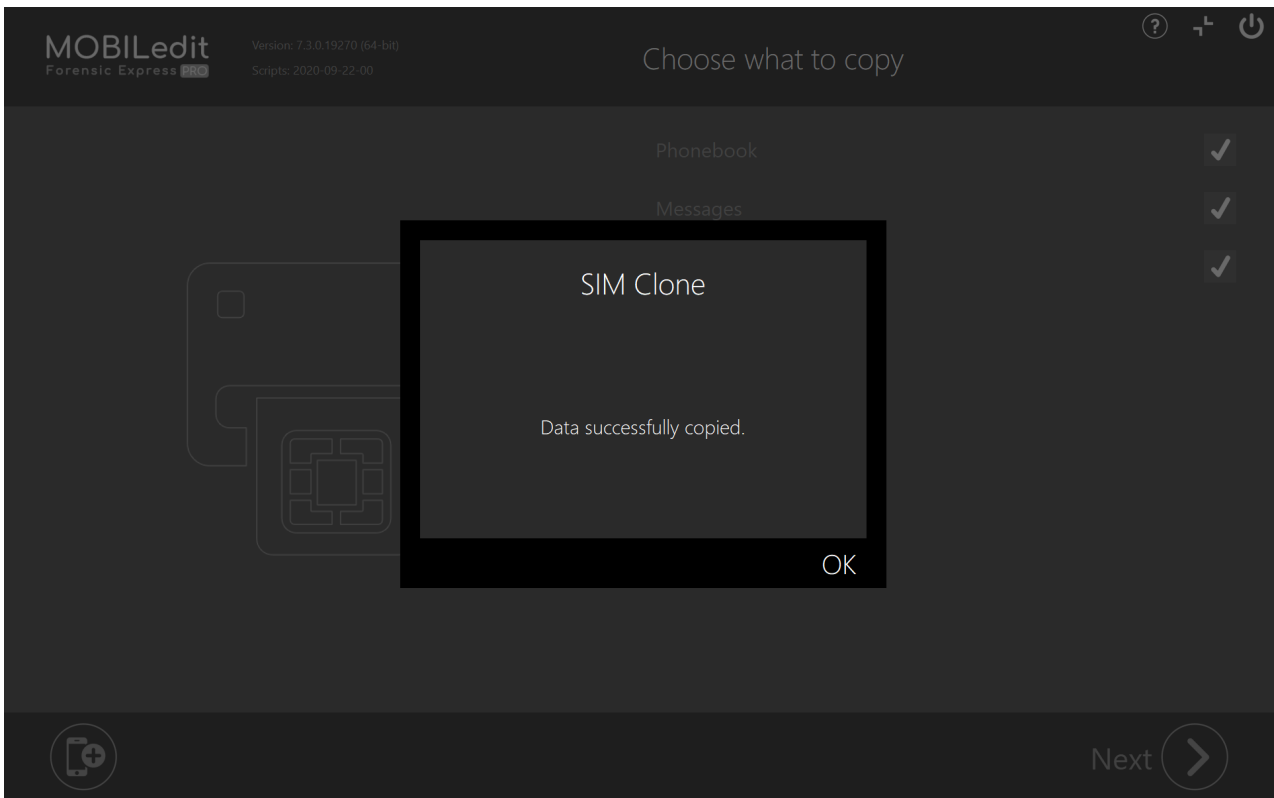 MOBILedit
Forensic Express PRO
Version: 7.3.0.19270 (64-bit)
Scripts: 2020-09-22-00
Choose what to copy
?
Phonebook
Messages
SIM Clone
Data successfully copied.
OK
Next